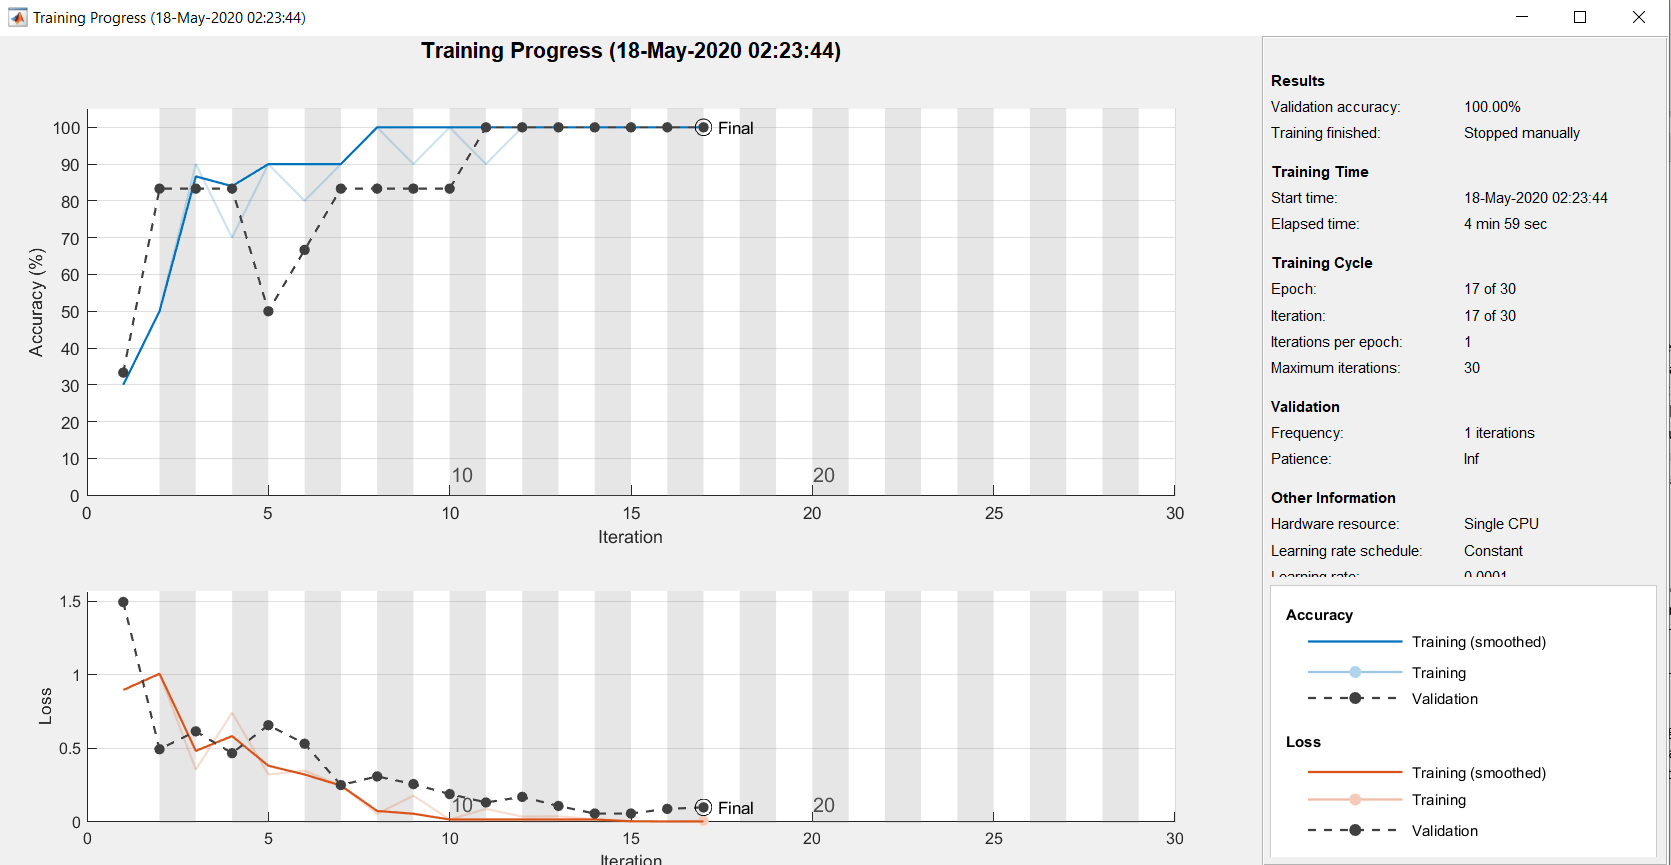 Training Progress (18-May-2020 02:23:44)
Training Progress (18-May-2020 02:23:44)
100
90
80
70
60
50
40
30
20
10
0
Accuracy (%)
Final
10
20
0 5 10 15 20 25 30
Iteration
1.5
1
0.5
0
Loss
Final
10
20
0 5 10 15 20 25 30
Iteration
Results
Validation accuracy: 100.00%
Training finished: Stopped manually
Training Time
Start time: 18-May-2020 02:23:44
Elapsed time: 4 min 59 sec
Training Cycle
Epoch: 17 of 30
Iteration: 17 of 30
Iterations per epoch: 1
Maximum iterations: 30
Validation
Frequency: 1 iterations
Patience: Inf
Other Information
Hardware resource: Single CPU
Learning rate schedule: Constant
Learning rate: 0.0001
Accuracy
Training (smoothed)
Training
Validation
Loss
Training (smoothed)
Training
Validation